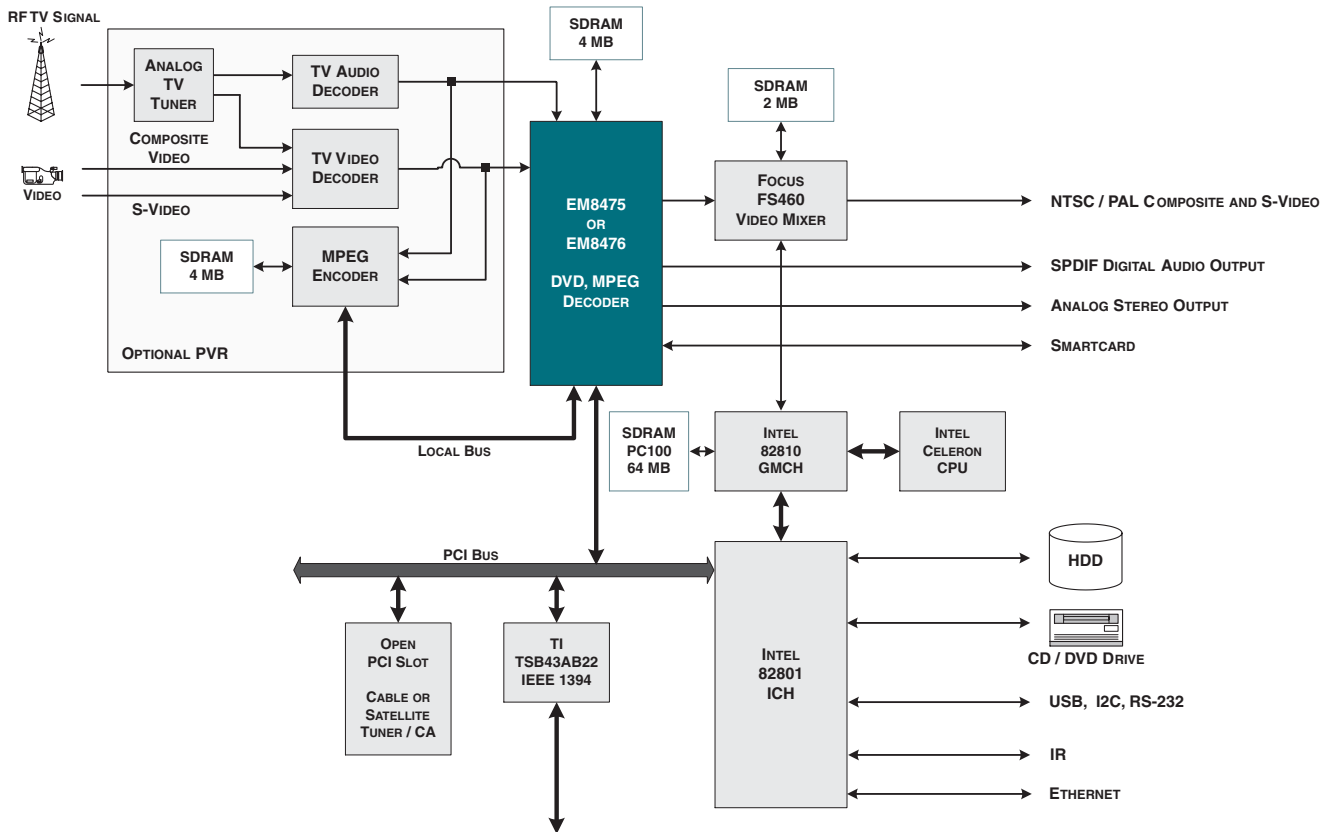 RF TV SIGNAL
ANALOG
TV
TUNER
TV AUDIO
DECODER
SDRAM
4 MB
SDRAM
2 MB
COMPOSITE
VIDEO
TV VIDEO
DECODER
VIDEO
S-VIDEO
EM8475
OR
EM8476
DVD, MPEG
DECODER
FOCUS
FS460
VIDEO MIXER
NTSC / PAL COMPOSITE AND S-VIDEO
SDRAM
4 MB
MPEG
ENCODER
SPDIF DIGITAL AUDIO OUTPUT
ANALOG STEREO OUTPUT
SMARTCARD
OPTIONAL PVR
LOCAL BUS
SDRAM
PC100
64 MB
INTEL
82810
GMCH
INTEL
CELERON
CPU
PCI BUS
HDD
OPEN
PCI SLOT
CABLE OR
SATELLITE
TUNER / CA
TI
TSB43AB22
IEEE 1394
INTEL
82801
ICH
CD / DVD DRIVE
USB, I2C, RS-232
IR
ETHERNET